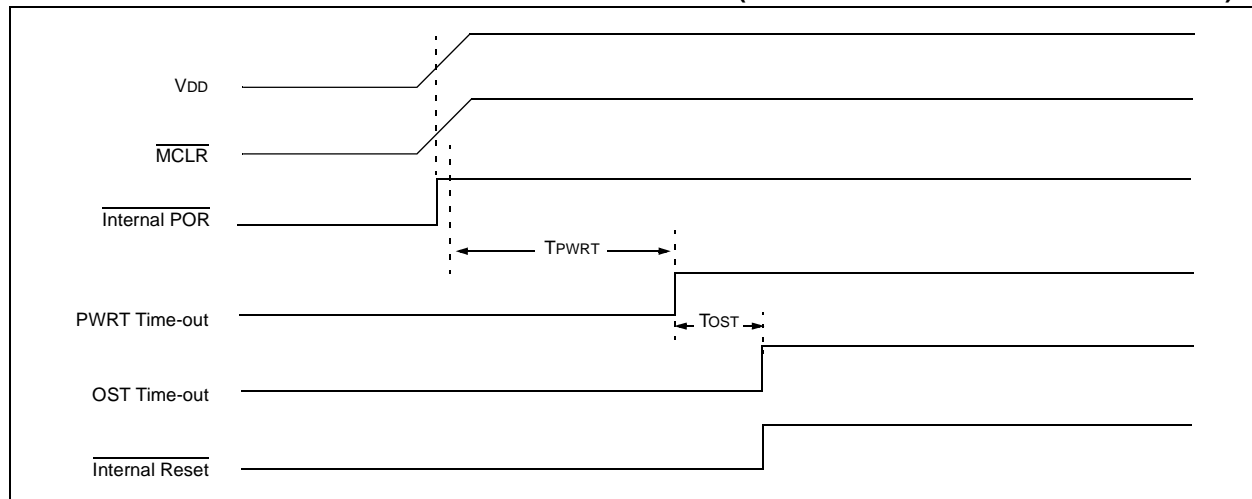 VDD
MCLR
Internal POR
TPWRT
PWRT Time-out
TOST
OST Time-out
Internal Reset